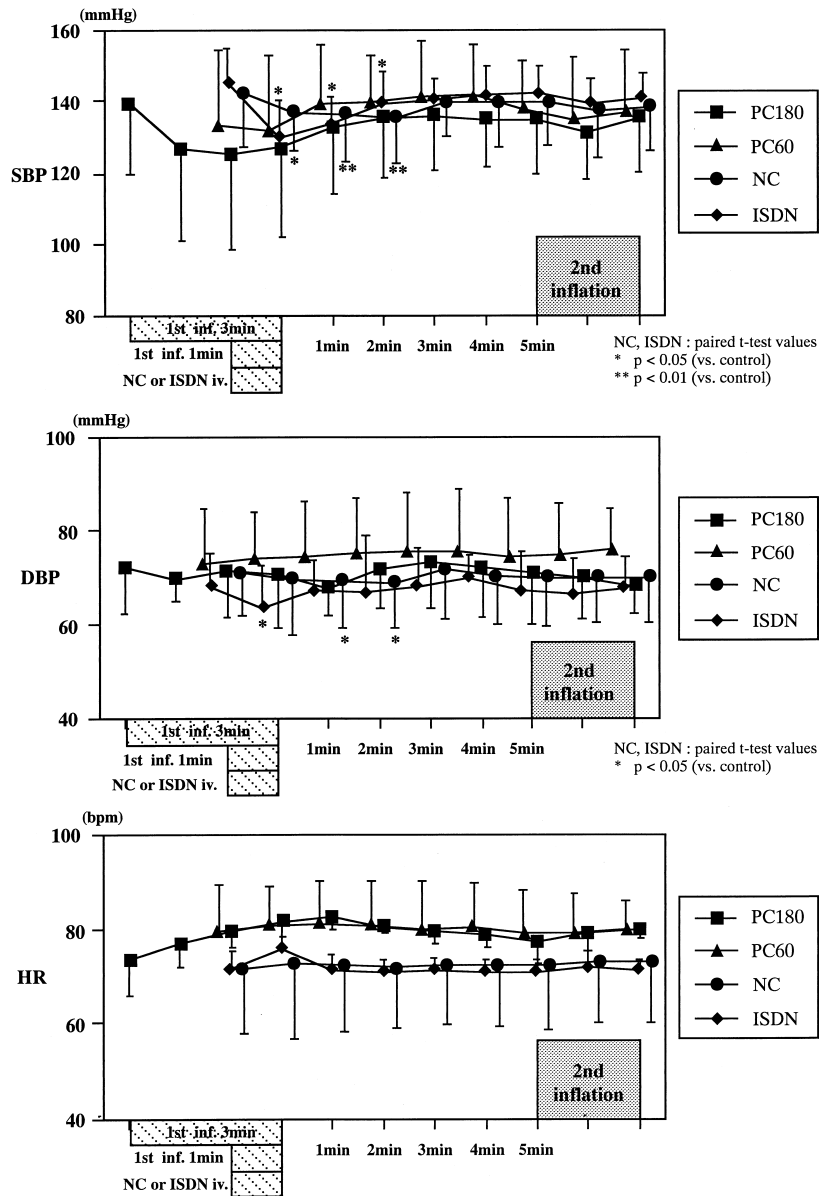 (mmHg)
160
140
120
100
80
SBP
*
*
*
*
**
**
2nd
inflation
PC180
PC60
NC
ISDN
1st inf. 3min
1st inf. 1min
NC or ISDN iv.
1min
2min
3min
4min
5min
NC, ISDN : paired t-test values
* p < 0.05 (vs. control)
** p < 0.01 (vs. control)
(mmHg)
100
80
60
40
DBP
*
*
*
2nd
inflation
PC180
PC60
NC
ISDN
1st inf. 3min
1st inf. 1min
NC or ISDN iv.
1min
2min
3min
4min
5min
NC, ISDN : paired t-test values
* p < 0.05 (vs. control)
(bpm)
100
80
60
40
HR
2nd
inflation
PC180
PC60
NC
ISDN
1st inf. 3min
1st inf. 1min
NC or ISDN iv.
1min
2min
3min
4min
5min